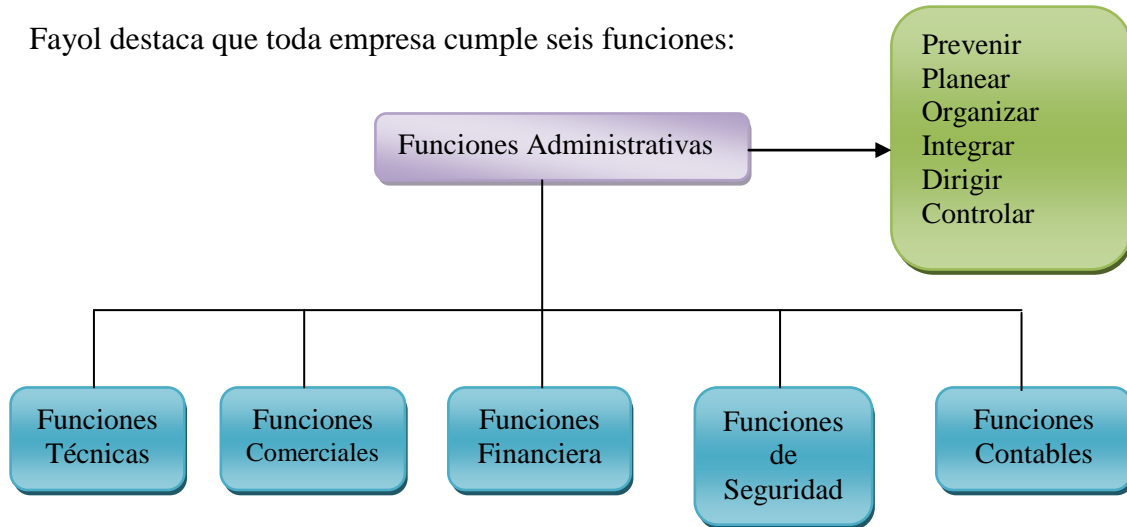 Fayol destaca que toda empresa cumple seis funciones:
Prevenir
Planear
Organizar
Integrar
Dirigir
Controlar
Funciones Administrativas
Funciones
Técnicas
Funciones
Comerciales
Funciones
Financiera
Funciones
de
Seguridad
Funciones
Contables